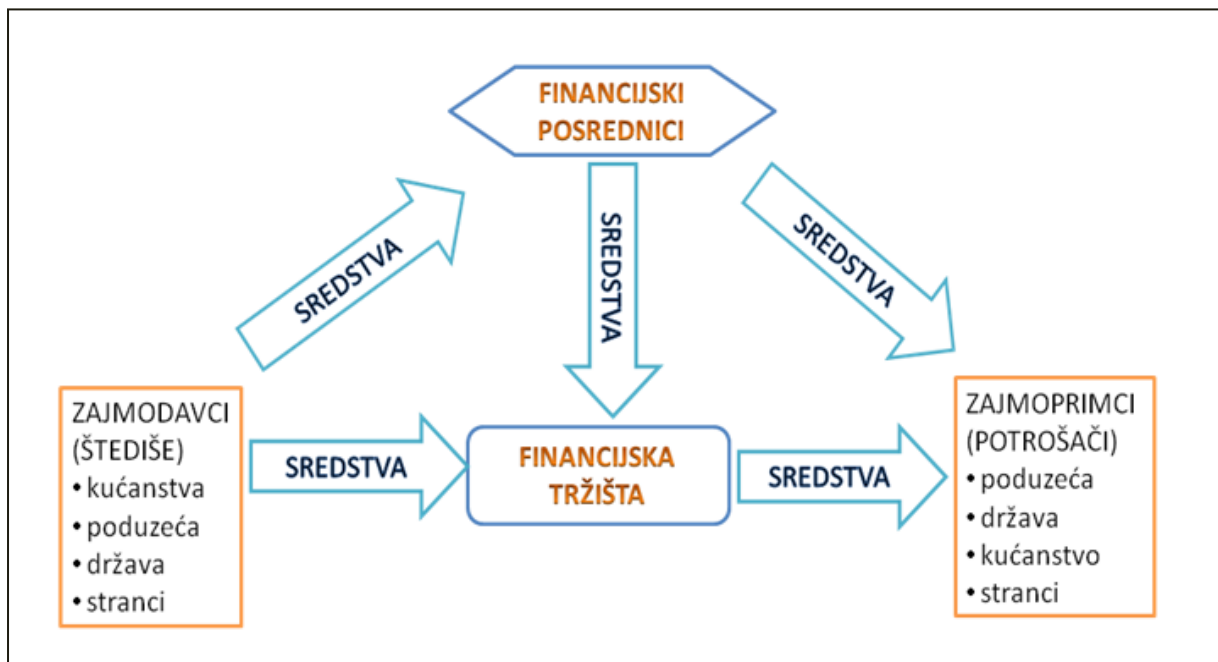 FINANCIJSKI
POSREDNICI
SREDSTVA
SREDSTVA
SREDSTVA
ZAJMODAVCI
(ŠTEDIŠE)
• kućanstva
• poduzeća
• država
• stranci
SREDSTVA
FINANCIJSKA
TRŽIŠTA
SREDSTVA
ZAJMOPRIMCI
(POTROŠAČI)
• poduzeća
• država
• kućanstvo
• stranci